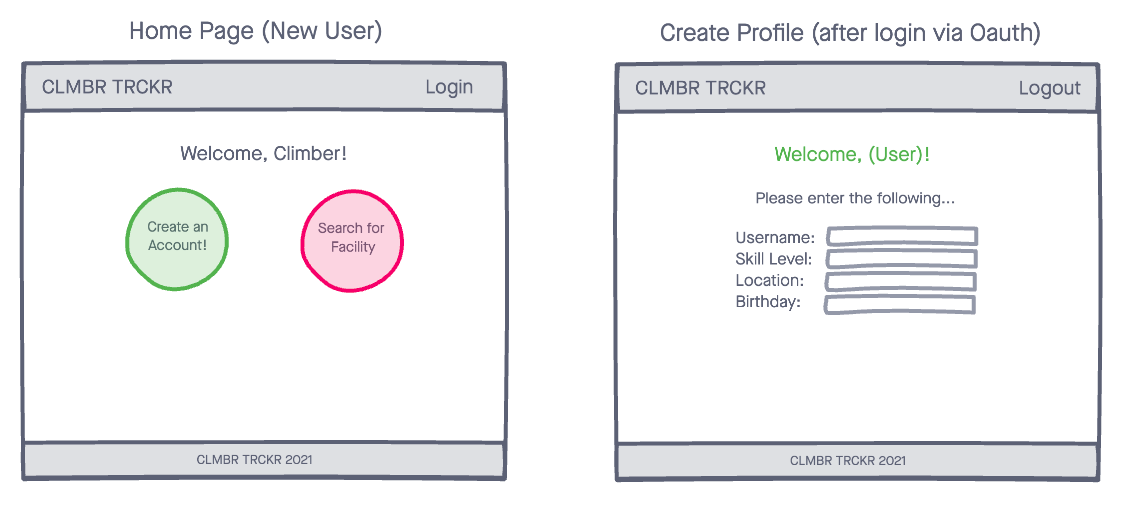 Home Page (New User)
CLMBR TRCKR
Login
Welcome, Climber!
Create an
Account!
Search for
Facility
CLMBR TRCKR 2021
Create Profile (after login via Oauth)
CLMBR TRCKR
Logout
Welcome, (User)!
Please enter the following...
Username:
Skill Level:
Location:
Birthday:
CLMBR TRCKR 2021